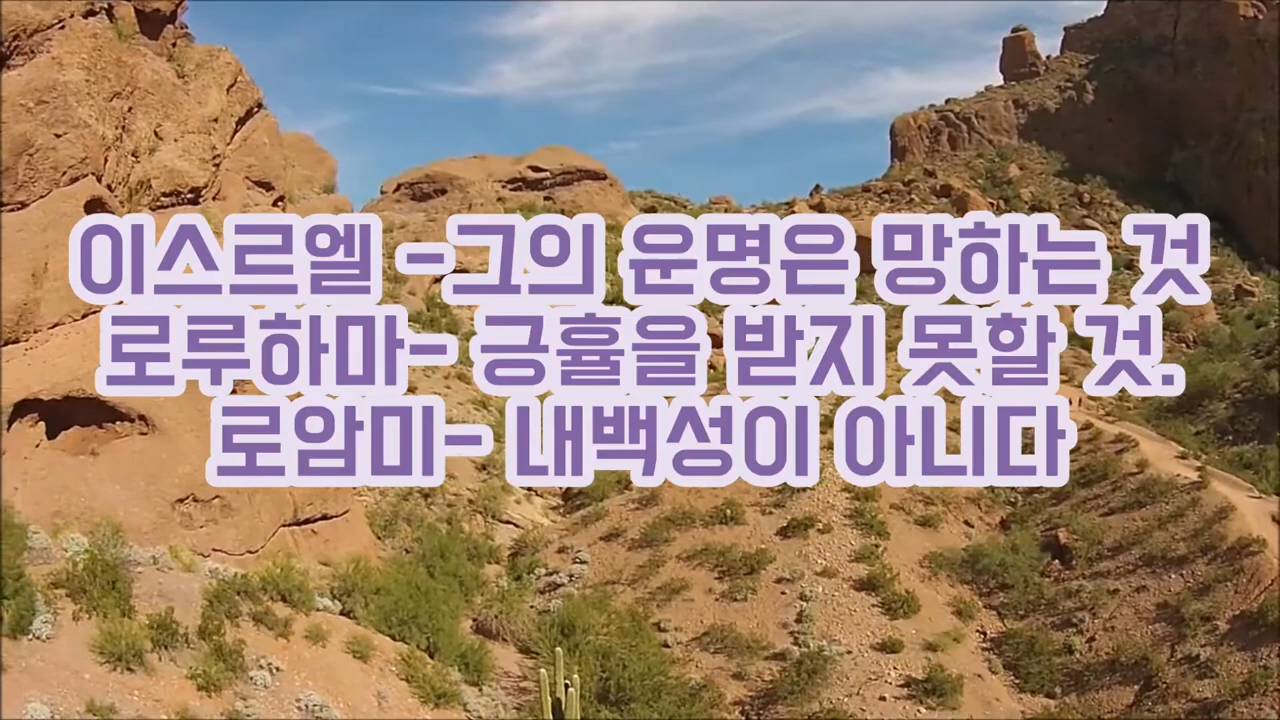 이스르엘 -그의 운명은 망하는 것
로루하마- 긍휼을 받지 못할 것.
로암미- 내백성이 아니다